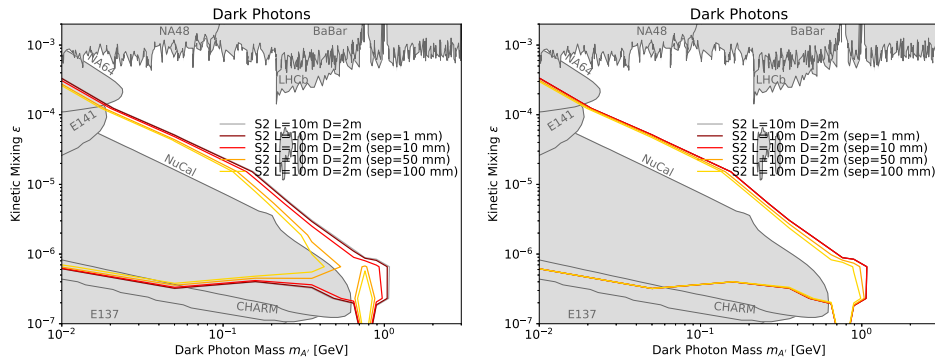 Dark Photons
Kinetic Mixing ε
10⁻³
10⁻⁴
10⁻⁵
10⁻⁶
10⁻⁷
NA48
BaBar
LHCb
NA64
E141
NuCal
CHARM
E137
S2 L=10m D=2m
S2 L=10m D=2m (sep=1 mm)
S2 L=10m D=2m (sep=10 mm)
S2 L=10m D=2m (sep=50 mm)
S2 L=10m D=2m (sep=100 mm)
10⁻²
10⁻¹
10⁰
Dark Photon Mass m_A′ [GeV]
Dark Photons
Kinetic Mixing ε
10⁻³
10⁻⁴
10⁻⁵
10⁻⁶
10⁻⁷
NA48
BaBar
LHCb
NA64
E141
NuCal
CHARM
E137
S2 L=10m D=2m
S2 L=10m D=2m (sep=1 mm)
S2 L=10m D=2m (sep=10 mm)
S2 L=10m D=2m (sep=50 mm)
S2 L=10m D=2m (sep=100 mm)
10⁻²
10⁻¹
10⁰
Dark Photon Mass m_A′ [GeV]